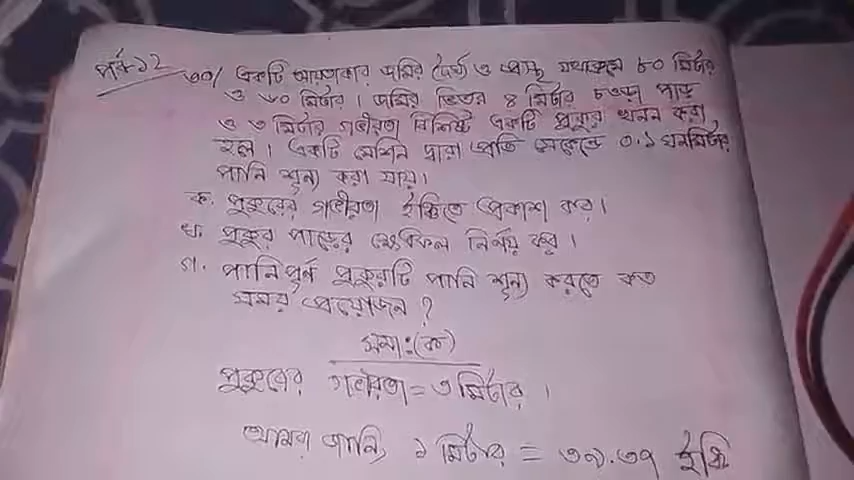 পর্ব-১২
৩০/ একটি আয়তাকার জমির দৈর্ঘ্য ও প্রস্থ যথাক্রমে ৮০ মিটার
ও ৬০ মিটার। জমির ভিতর ৪ মিটার চওড়া পাড়
ও ৩ মিটার গভীরতা বিশিষ্ট একটি পুকুর খনন করা
হল। একটি মেশিন দ্বারা প্রতি সেকেন্ডে ০.১ ঘনমিটার
পানি শূন্য করা যায়।
ক. পুকুরের গভীরতা ইঞ্চিতে প্রকাশ কর।
খ. পুকুর পাড়ের ক্ষেত্রফল নির্ণয় কর।
গ. পানিপূর্ন পুকুরটি পানি শূন্য করতে কত
সময় প্রয়োজন?
সমা:(ক)
পুকুরের গভীরতা = ৩ মিটার।
আমরা জানি, ১ মিটার = ৩৯.৩৭ ইঞ্চি